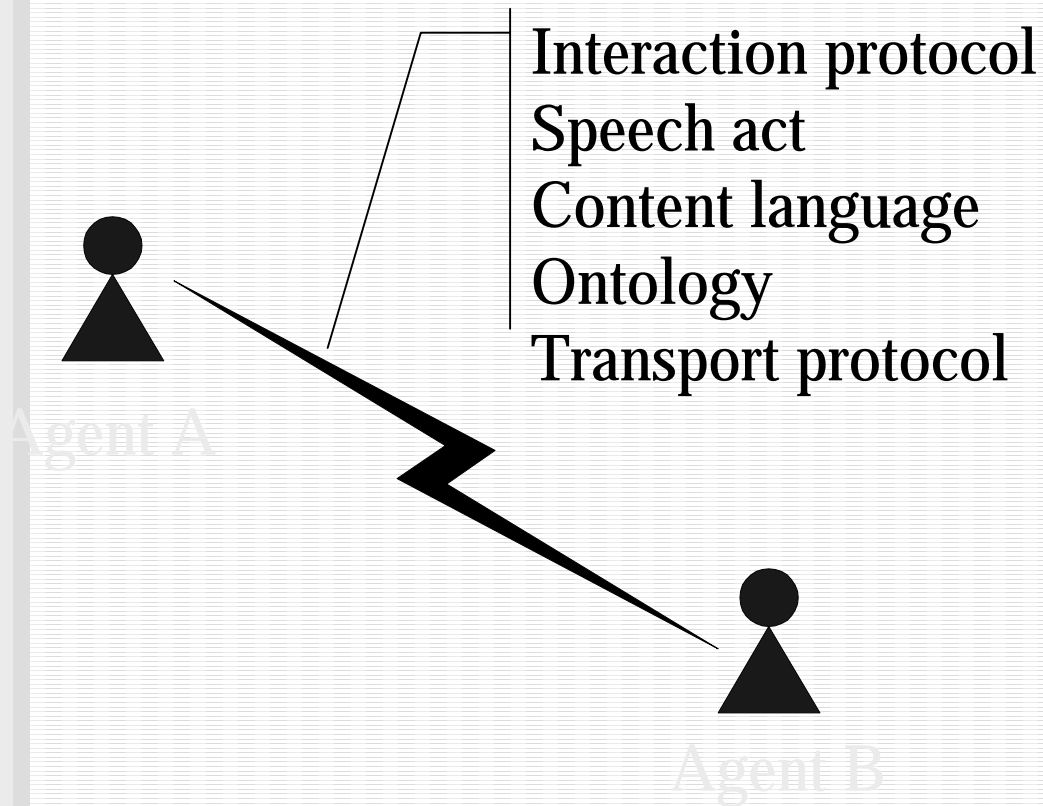 Interaction protocol
Speech act
Content language
Ontology
Transport protocol
Agent A
Agent B